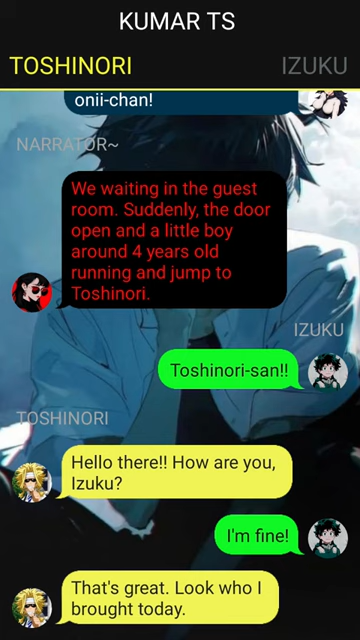 KUMAR TS
TOSHINORI
IZUKU
onii-chan!
NARRATOR~
We waiting in the guest
room. Suddenly, the door
open and a little boy
around 4 years old
running and jump to
Toshinori.
IZUKU
Toshinori-san!!
TOSHINORI
Hello there!! How are you,
Izuku?
I'm fine!
That's great. Look who I
brought today.